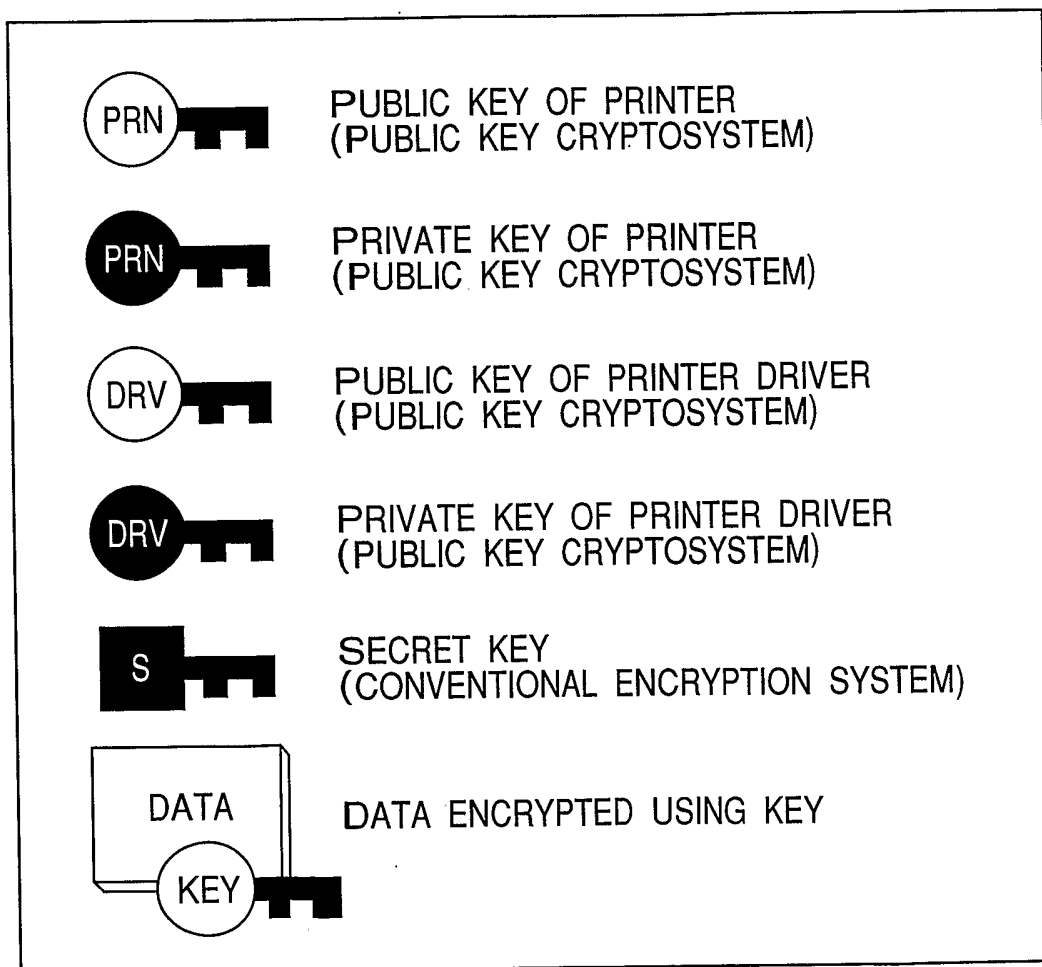 PRN PUBLIC KEY OF PRINTER
(PUBLIC KEY CRYPTOSYSTEM)
PRN PRIVATE KEY OF PRINTER
(PUBLIC KEY CRYPTOSYSTEM)
DRV PUBLIC KEY OF PRINTER DRIVER
(PUBLIC KEY CRYPTOSYSTEM)
DRV PRIVATE KEY OF PRINTER DRIVER
(PUBLIC KEY CRYPTOSYSTEM)
S SECRET KEY
(CONVENTIONAL ENCRYPTION SYSTEM)
DATA DATA ENCRYPTED USING KEY
KEY